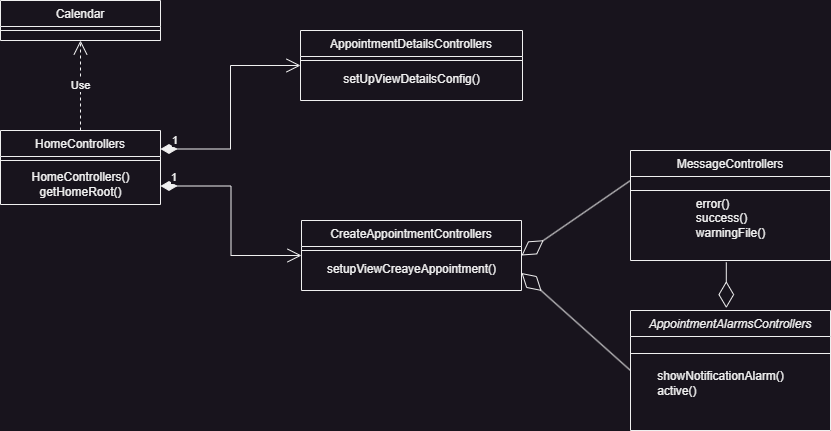 Calendar
Use
HomeControllers
HomeControllers()
getHomeRoot()
1
1
AppointmentDetailsControllers
setUpViewDetailsConfig()
CreateAppointmentControllers
setupViewCreayeAppointment()
MessageControllers
error()
success()
warningFile()
AppointmentAlarmsControllers
showNotificationAlarm()
active()